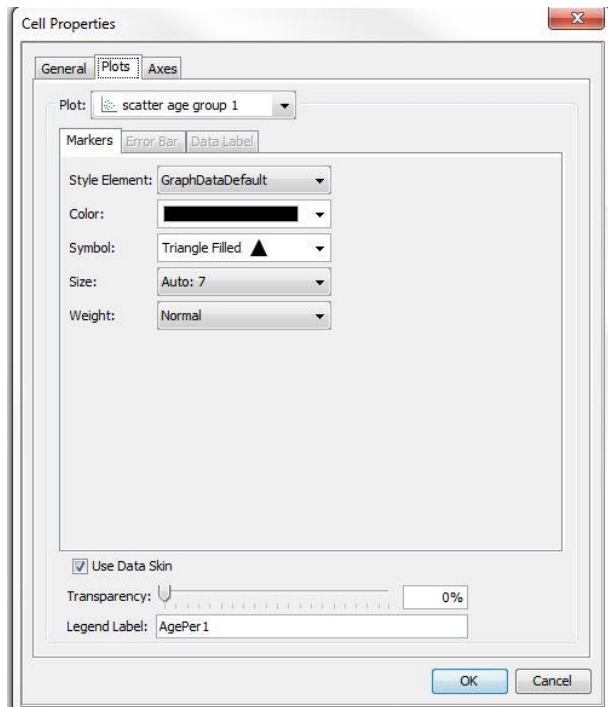 Cell Properties
General Plots Axes
Plot: scatter age group 1
Markers Error Bar Data Label
Style Element: GraphDataDefault
Color:
Symbol: Triangle Filled
Size: Auto: 7
Weight: Normal
Use Data Skin
Transparency: 0%
Legend Label: AgePer1
OK Cancel